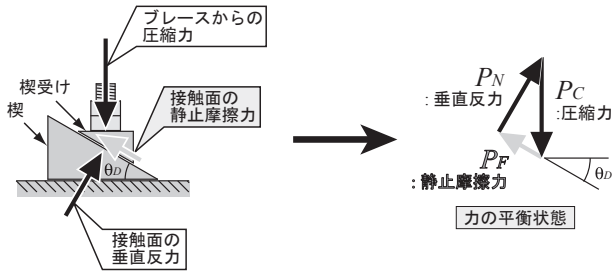 ブレースからの
圧縮力
楔受け
楔
接触面の
静止摩擦力
θD
接触面の
垂直反力
PN
:垂直反力
PC
:圧縮力
PF
:静止摩擦力
θD
力の平衡状態